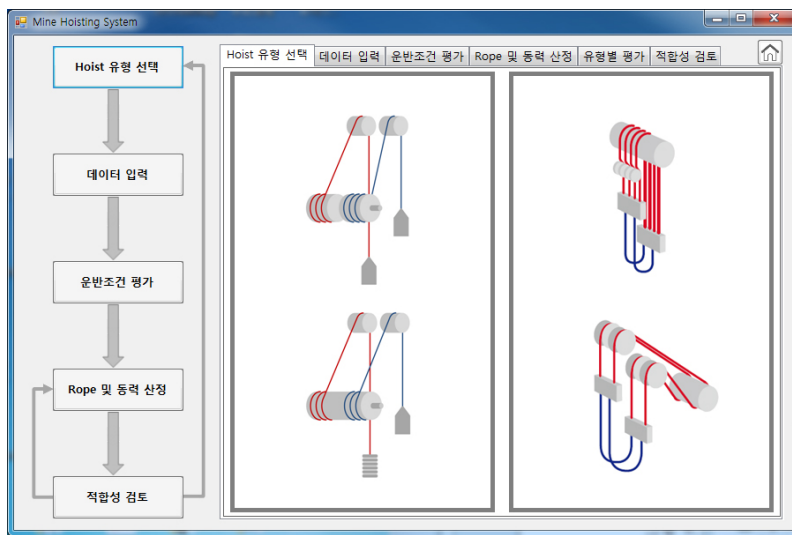 Mine Hoisting System
Hoist 유형 선택
데이터 입력
운반조건 평가
Rope 및 동력 산정
적합성 검토
Hoist 유형 선택 데이터 입력 운반조건 평가 Rope 및 동력 산정 유형별 평가 적합성 검토